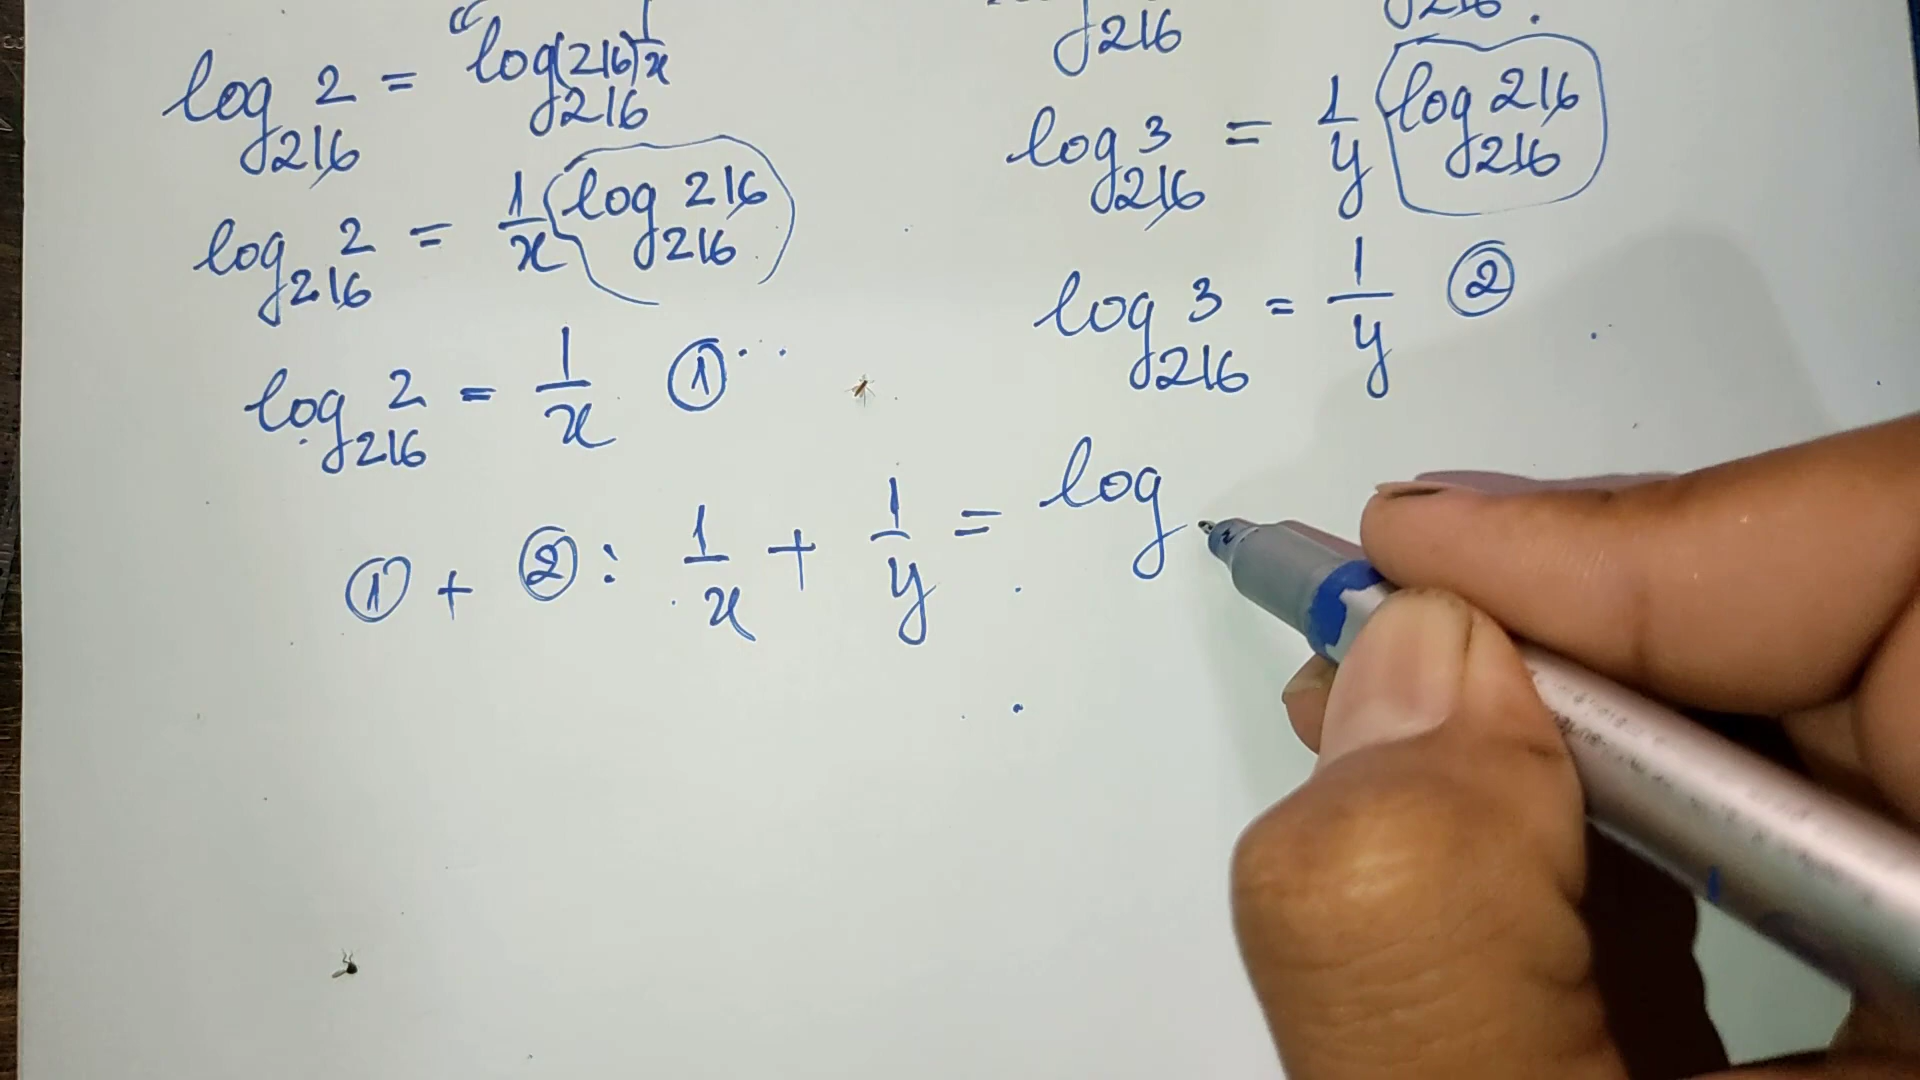 log₂₁₆ 2 = log₂₁₆ (216)^(1/x)
log₂₁₆ 2 = 1/x log₂₁₆ 216
log₂₁₆ 2 = 1/x ①
216 216.
log₂₁₆ 3 = 1/y log₂₁₆ 216
log₂₁₆ 3 = 1/y ②
① + ② : 1/x + 1/y = log